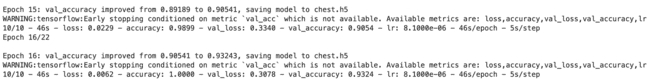 Epoch 15: val_accuracy improved from 0.89189 to 0.90541, saving model to chest.h5
WARNING:tensorflow:Early stopping conditioned on metric `val_acc` which is not available. Available metrics are: loss,accuracy,val_loss,val_accuracy,lr
10/10 - 46s - loss: 0.0229 - accuracy: 0.9899 - val_loss: 0.3340 - val_accuracy: 0.9054 - lr: 8.1000e-06 - 46s/epoch - 5s/step
Epoch 16/22
Epoch 16: val_accuracy improved from 0.90541 to 0.93243, saving model to chest.h5
WARNING:tensorflow:Early stopping conditioned on metric `val_acc` which is not available. Available metrics are: loss,accuracy,val_loss,val_accuracy,lr
10/10 - 46s - loss: 0.0062 - accuracy: 1.0000 - val_loss: 0.3078 - val_accuracy: 0.9324 - lr: 8.1000e-06 - 46s/epoch - 5s/step